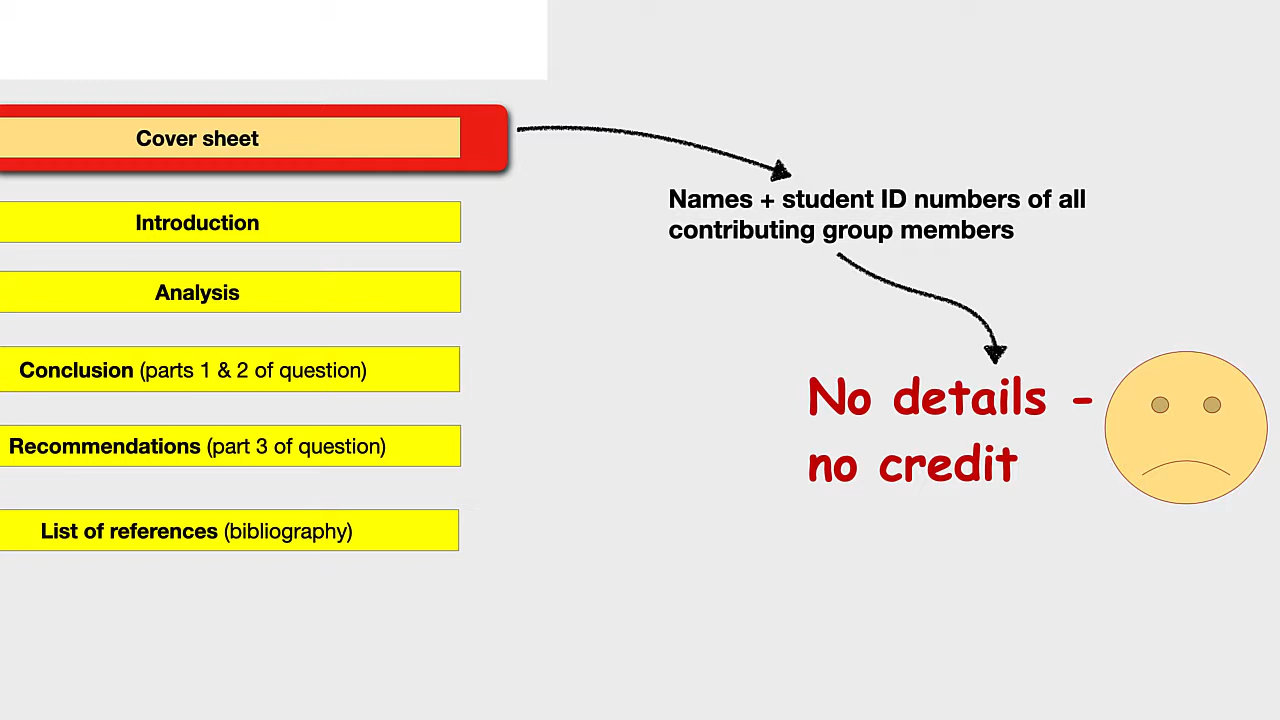 Cover sheet
Names + student ID numbers of all
contributing group members
Introduction
Analysis
Conclusion (parts 1 & 2 of question)
No details -
no credit
Recommendations (part 3 of question)
List of references (bibliography)